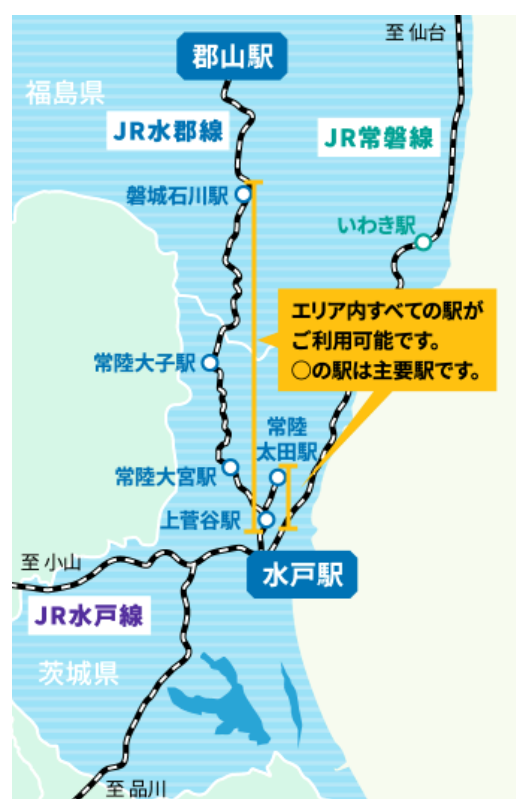 至 仙台
郡山駅
福島県
JR水郡線
JR常磐線
磐城石川駅
いわき駅
エリア内すべての駅が
ご利用可能です。
○の駅は主要駅です。
常陸大子駅
常陸
太田駅
常陸大宮駅
上菅谷駅
至 小山
水戸駅
JR水戸線
茨城県
至 品川